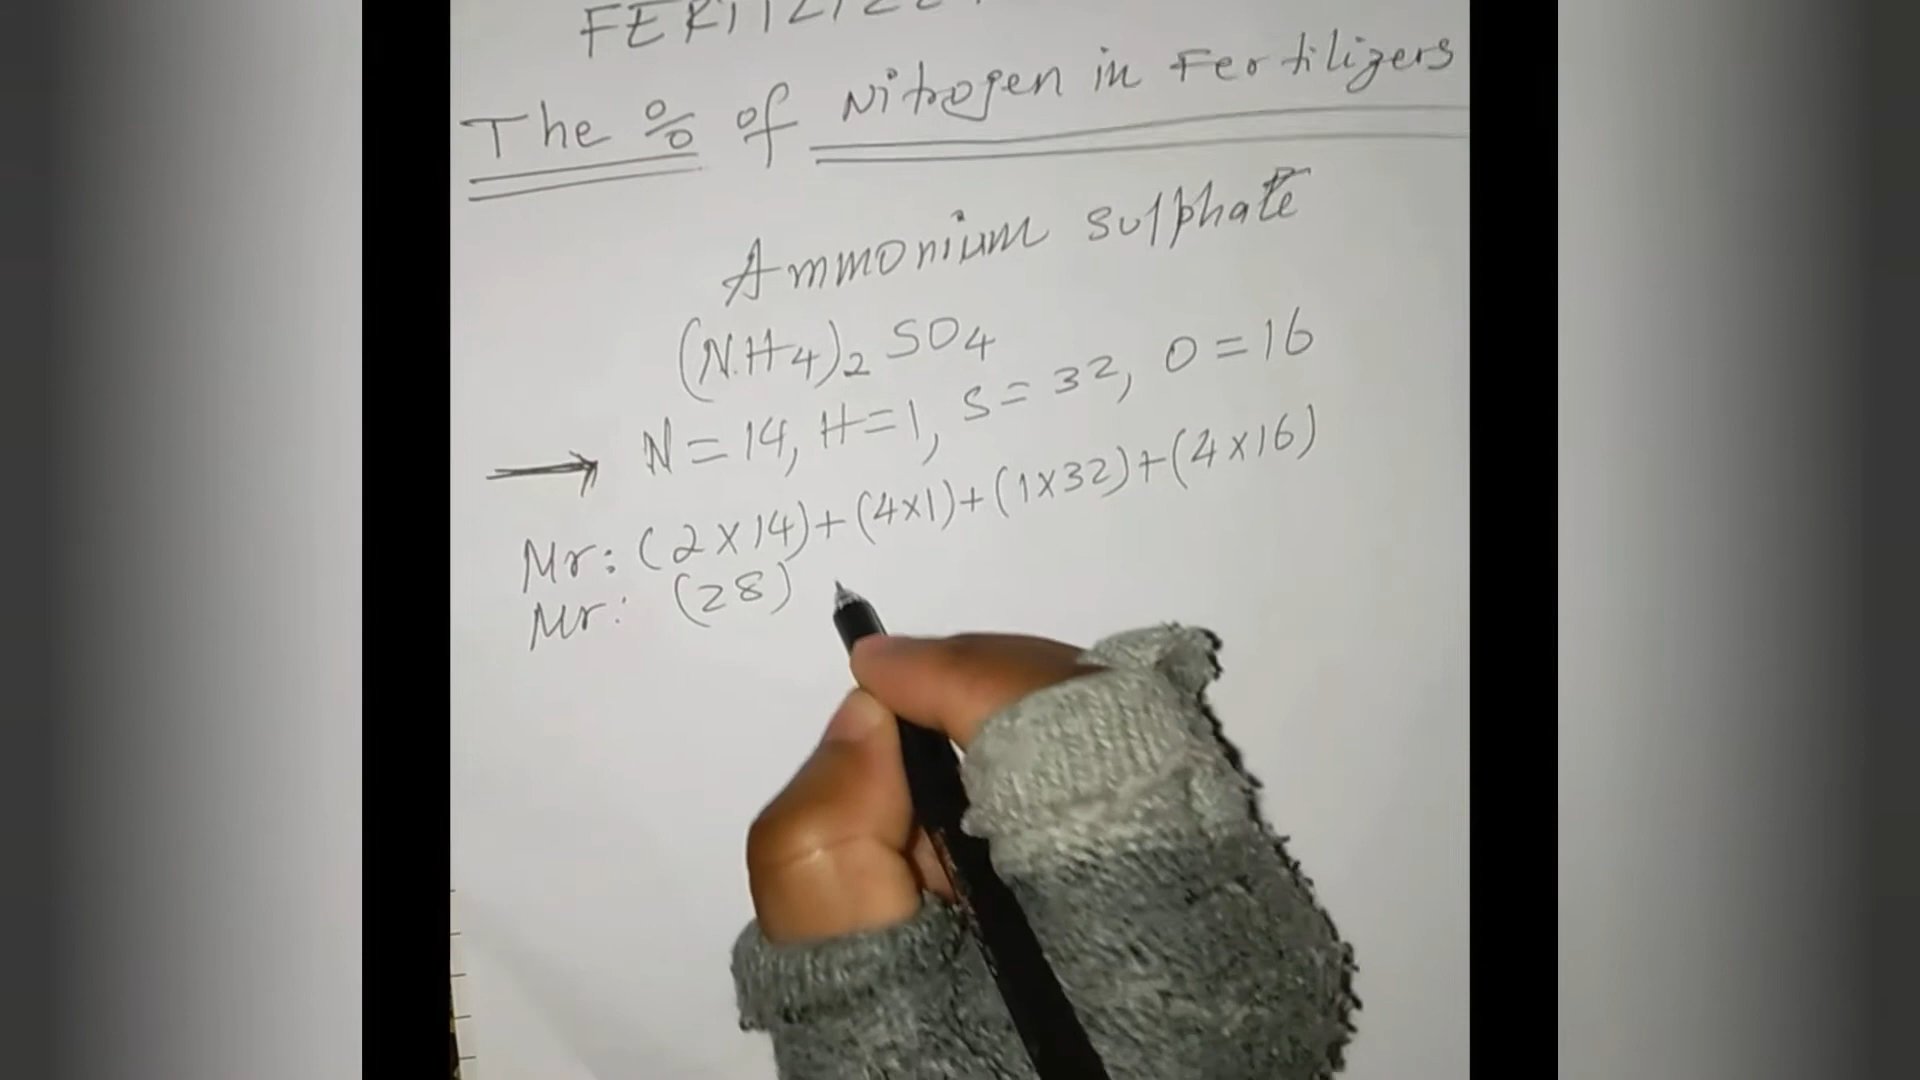 The % of Nitrogen in Fertilizers
Ammonium sulphate
(NH4)2 SO4
→ N=14, H=1, S=32, O=16
Mr: (2×14)+(4×1)+(1×32)+(4×16)
Mr: (28)